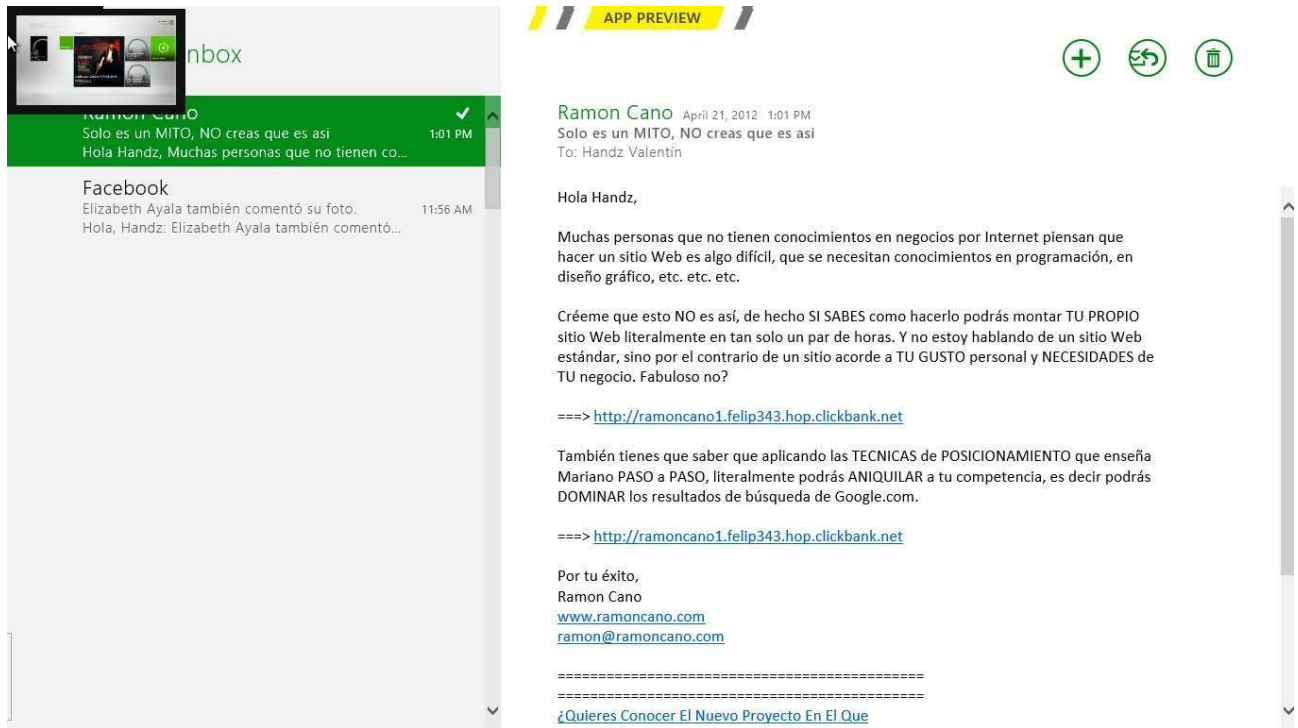 APP PREVIEW
nbox
Ramon Cano
Solo es un MITO, NO creas que es asi
1:01 PM
Hola Handz, Muchas personas que no tienen co...
Facebook
Elizabeth Ayala también comentó su foto.
11:56 AM
Hola, Handz: Elizabeth Ayala también comentó...
Ramon Cano April 21, 2012 1:01 PM
Solo es un MITO, NO creas que es asi
To: Handz Valentín
Hola Handz,
Muchas personas que no tienen conocimientos en negocios por Internet piensan que
hacer un sitio Web es algo difícil, que se necesitan conocimientos en programación, en
diseño gráfico, etc. etc. etc.
Créeme que esto NO es así, de hecho SI SABES como hacerlo podrás montar TU PROPIO
sitio Web literalmente en tan solo un par de horas. Y no estoy hablando de un sitio Web
estándar, sino por el contrario de un sitio acorde a TU GUSTO personal y NECESIDADES de
TU negocio. Fabuloso no?
===> http://ramoncano1.felip343.hop.clickbank.net
También tienes que saber que aplicando las TECNICAS de POSICIONAMIENTO que enseña
Mariano PASO a PASO, literalmente podrás ANIQUILAR a tu competencia, es decir podrás
DOMINAR los resultados de búsqueda de Google.com.
===> http://ramoncano1.felip343.hop.clickbank.net
Por tu éxito,
Ramon Cano
www.ramoncano.com
ramon@ramoncano.com
==============================================
==============================================
¿Quieres Conocer El Nuevo Proyecto En El Que